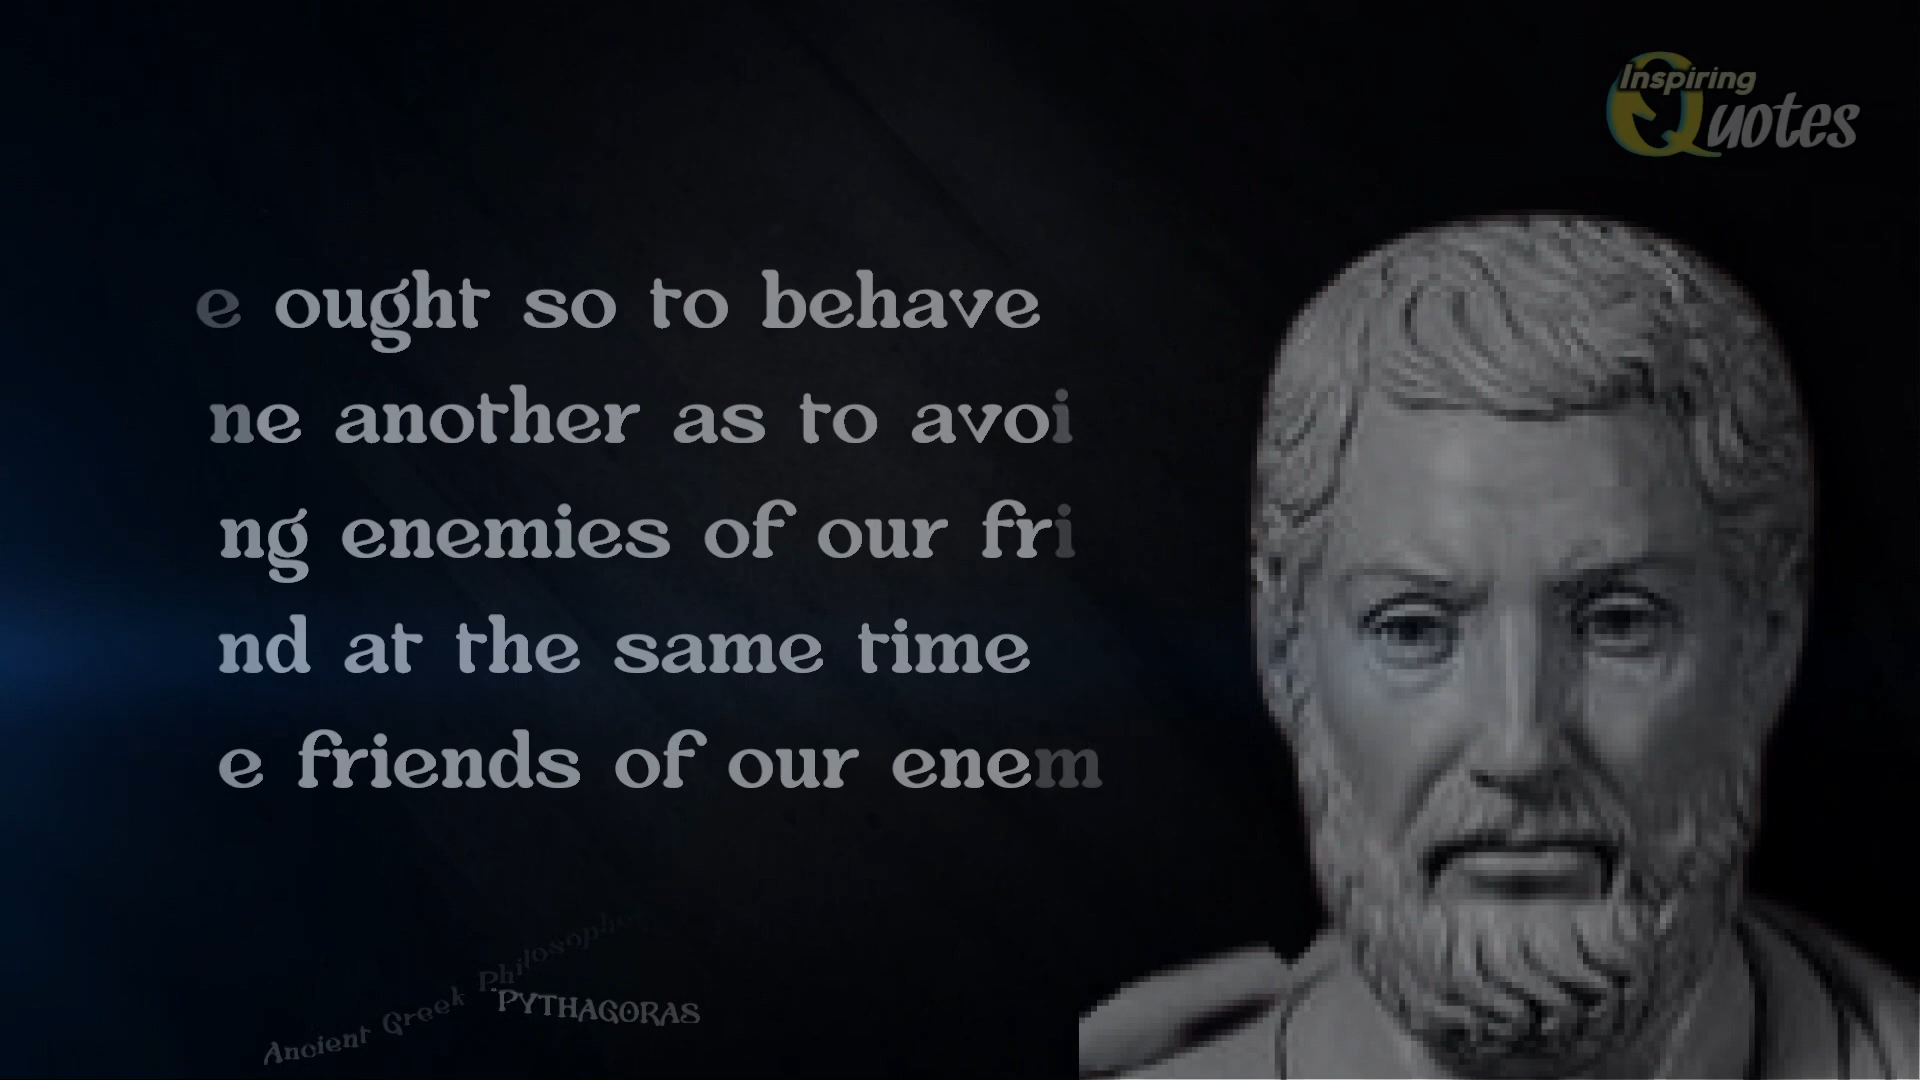 Inspiring
Quotes
e ought so to behave
ne another as to avoi
ng enemies of our fri
nd at the same time
e friends of our enem
Ancient Greek Philosophe
PYTHAGORAS